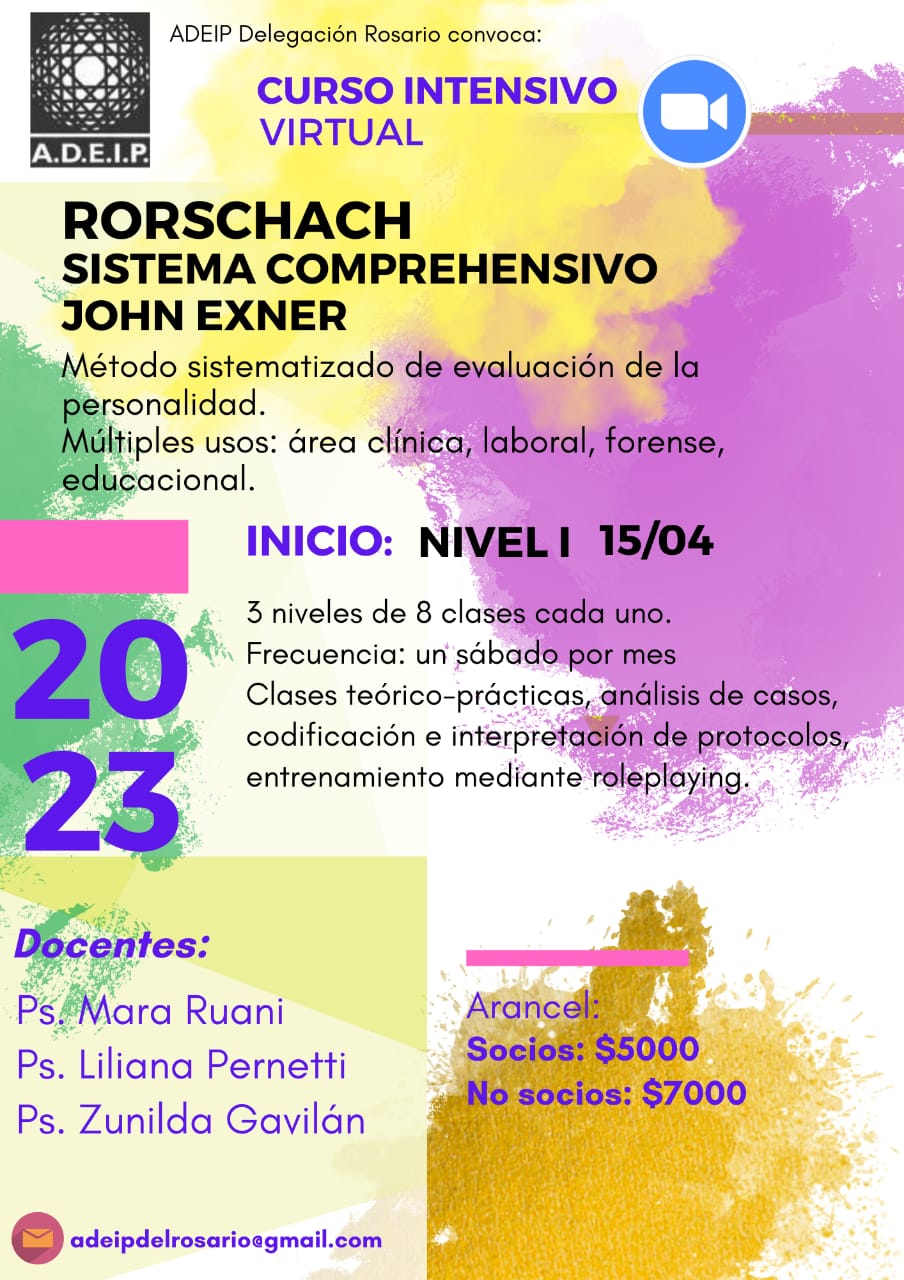 A.D.E.I.P.
ADEIP Delegación Rosario convoca:
CURSO INTENSIVO
VIRTUAL
RORSCHACH
SISTEMA COMPREHENSIVO
JOHN EXNER
Método sistematizado de evaluación de la
personalidad.
Múltiples usos: área clínica, laboral, forense,
educacional.
INICIO: NIVEL I 15/04
20
23
3 niveles de 8 clases cada uno.
Frecuencia: un sábado por mes
Clases teórico-prácticas, análisis de casos,
codificación e interpretación de protocolos,
entrenamiento mediante roleplaying.
Docentes:
Ps. Mara Ruani
Ps. Liliana Pernetti
Ps. Zunilda Gavilán
Arancel:
Socios: $5000
No socios: $7000
adeipdelrosario@gmail.com